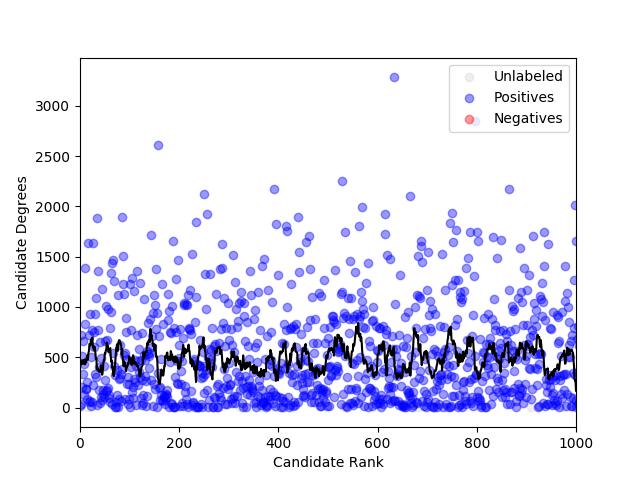 Unlabeled
Positives
Negatives
3000
2500
2000
1500
1000
500
0
Candidate Degrees
0 200 400 600 800 1000
Candidate Rank